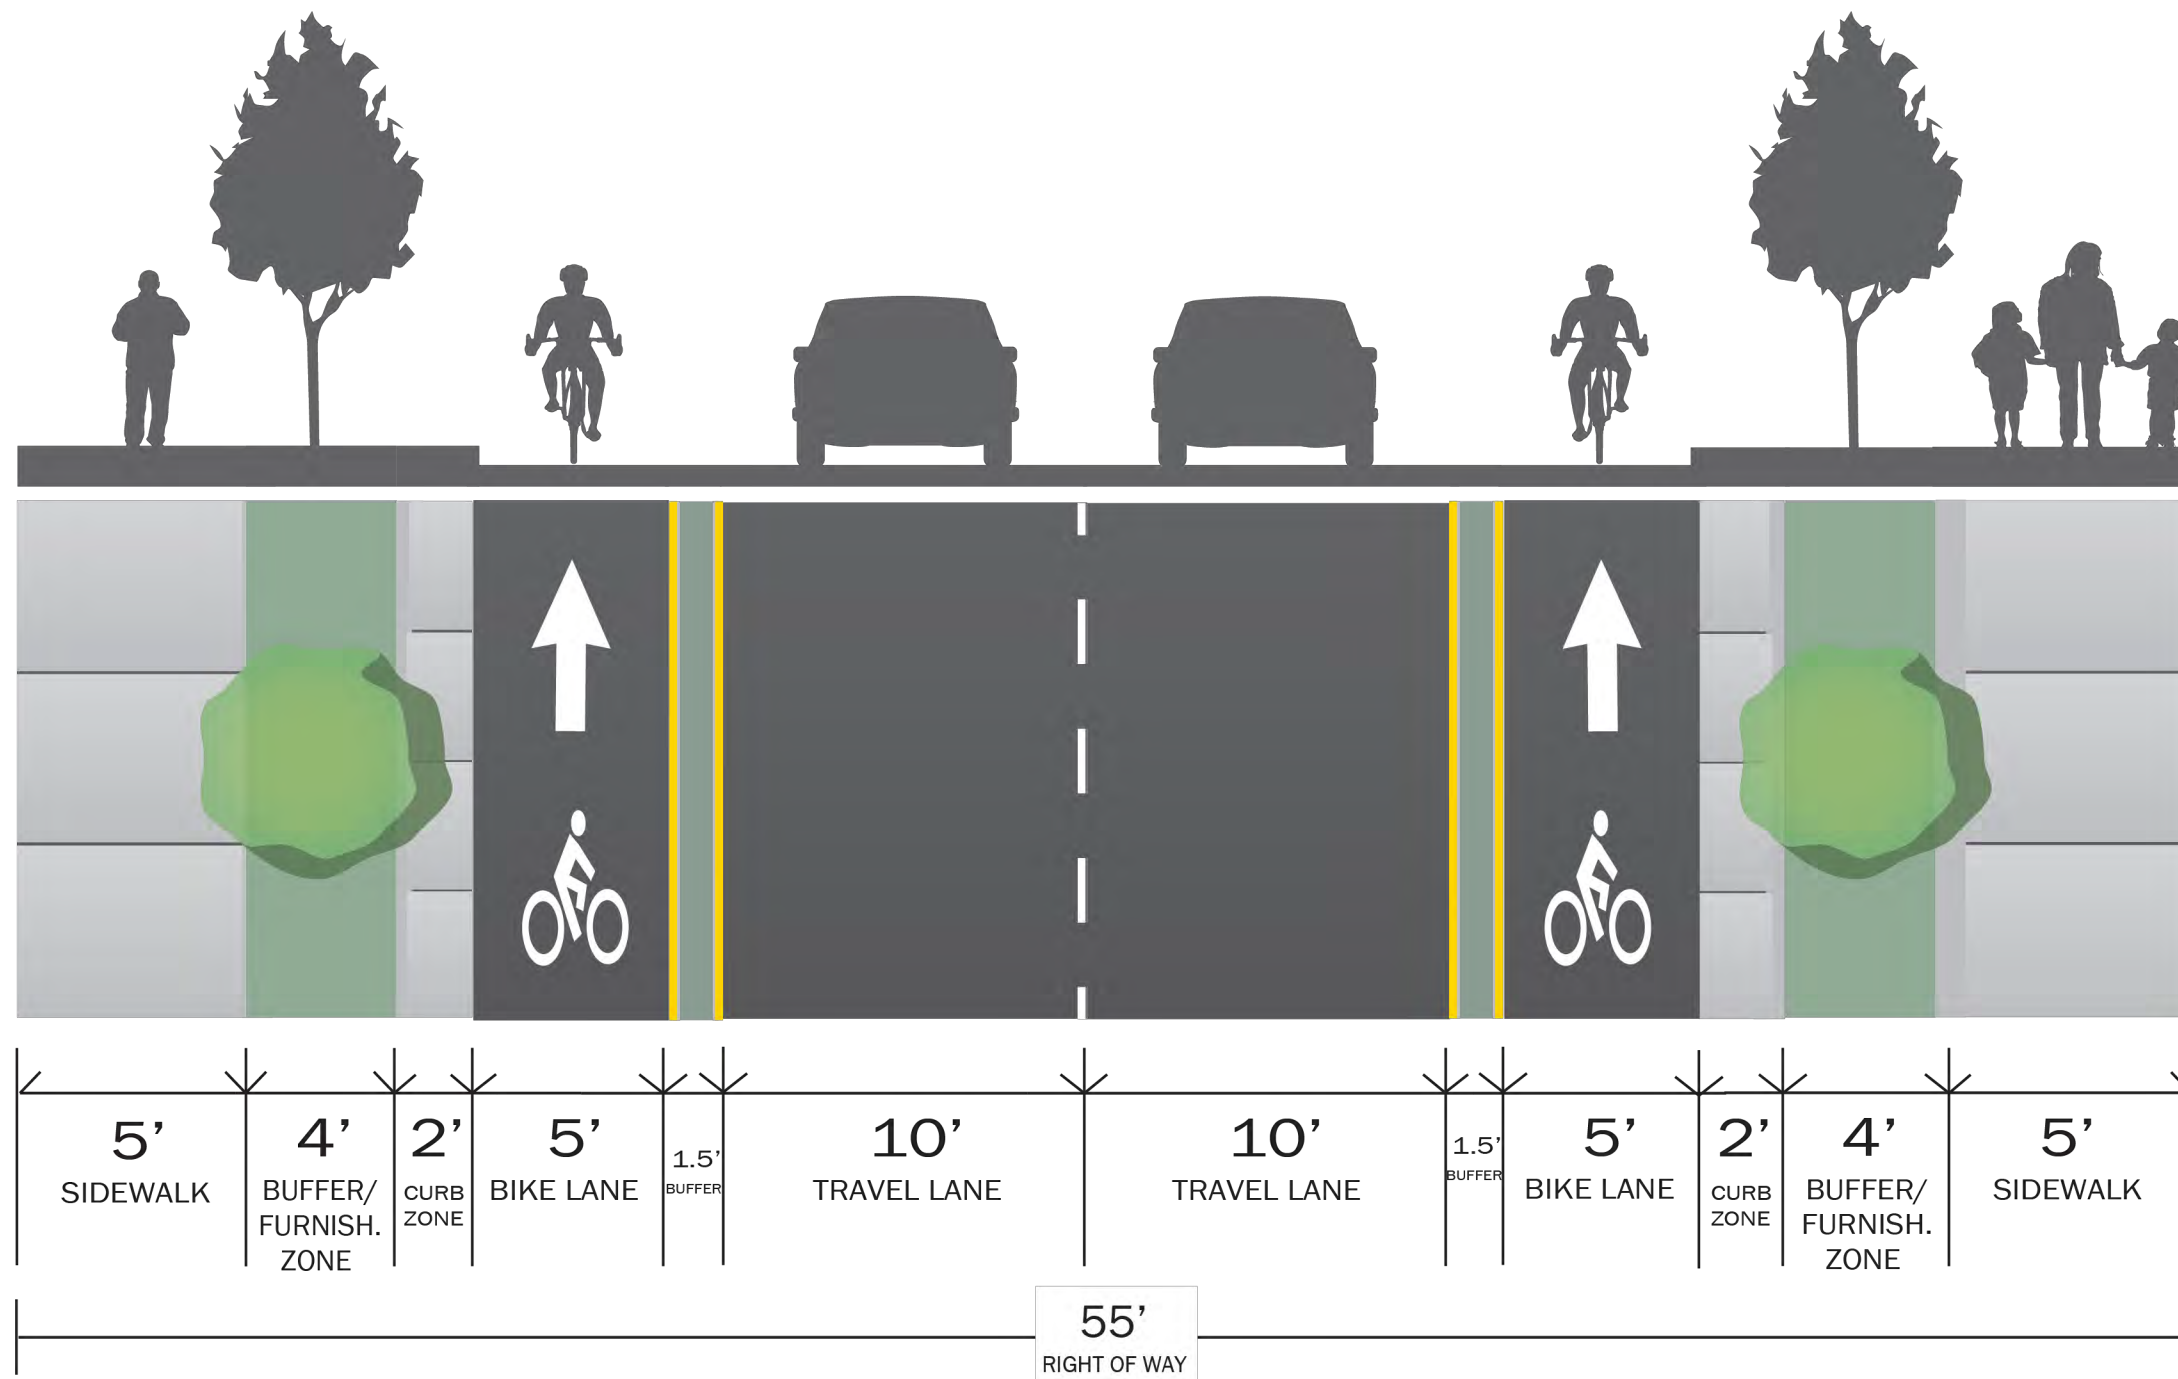 5’
SIDEWALK
4’
BUFFER/
FURNISH.
ZONE
2’
CURB
ZONE
5’
BIKE LANE
1.5’
BUFFER
10’
TRAVEL LANE
10’
TRAVEL LANE
1.5’
BUFFER
5’
BIKE LANE
2’
CURB
ZONE
4’
BUFFER/
FURNISH.
ZONE
5’
SIDEWALK
55’
RIGHT OF WAY